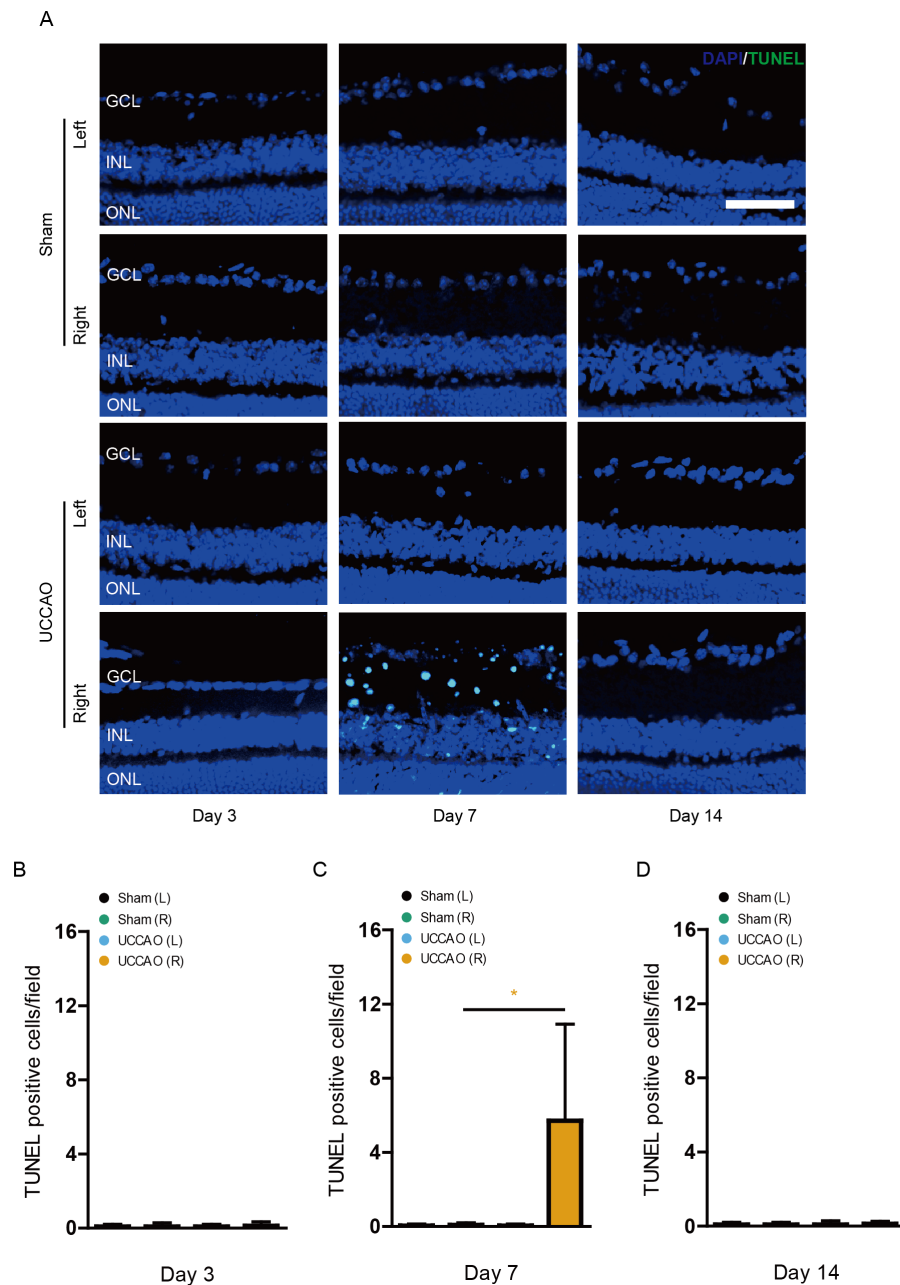 A
DAPI/TUNEL
GCL
INL
ONL
Left
GCL
INL
ONL
Right
Sham
GCL
INL
ONL
Left
GCL
INL
ONL
Right
UCCAO
Day 3
Day 7
Day 14
B
Sham (L)
Sham (R)
UCCAO (L)
UCCAO (R)
16
12
8
4
0
TUNEL positive cells/field
Day 3
C
Sham (L)
Sham (R)
UCCAO (L)
UCCAO (R)
*
16
12
8
4
0
TUNEL positive cells/field
Day 7
D
Sham (L)
Sham (R)
UCCAO (L)
UCCAO (R)
16
12
8
4
0
TUNEL positive cells/field
Day 14